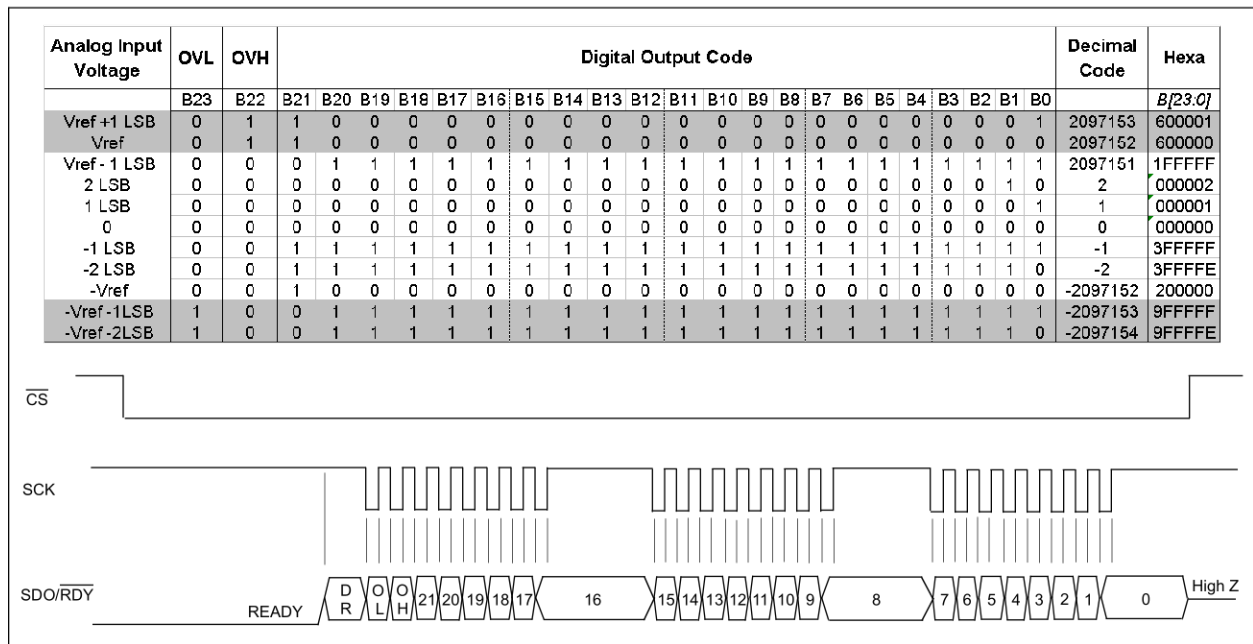 Analog Input Voltage OVL OVH Digital Output Code Decimal Code Hexa
B23 B22 B21 B20 B19 B18 B17 B16 B15 B14 B13 B12 B11 B10 B9 B8 B7 B6 B5 B4 B3 B2 B1 B0 B[23:0]
Vref +1 LSB 0 1 1 0 0 0 0 0 0 0 0 0 0 0 0 0 0 0 0 0 0 0 0 1 2097153 600001
Vref 0 1 1 0 0 0 0 0 0 0 0 0 0 0 0 0 0 0 0 0 0 0 0 0 2097152 600000
Vref - 1 LSB 0 0 0 1 1 1 1 1 1 1 1 1 1 1 1 1 1 1 1 1 1 1 1 1 2097151 1FFFFF
2 LSB 0 0 0 0 0 0 0 0 0 0 0 0 0 0 0 0 0 0 0 0 0 0 1 0 2 000002
1 LSB 0 0 0 0 0 0 0 0 0 0 0 0 0 0 0 0 0 0 0 0 0 0 0 1 1 000001
0 0 0 0 0 0 0 0 0 0 0 0 0 0 0 0 0 0 0 0 0 0 0 0 0 0 000000
-1 LSB 0 0 1 1 1 1 1 1 1 1 1 1 1 1 1 1 1 1 1 1 1 1 1 1 -1 3FFFFF
-2 LSB 0 0 1 1 1 1 1 1 1 1 1 1 1 1 1 1 1 1 1 1 1 1 1 0 -2 3FFFFE
-Vref 0 0 1 0 0 0 0 0 0 0 0 0 0 0 0 0 0 0 0 0 0 0 0 0 -2097152 200000
-Vref -1LSB 1 0 0 1 1 1 1 1 1 1 1 1 1 1 1 1 1 1 1 1 1 1 1 1 -2097153 9FFFFF
-Vref -2LSB 1 0 0 1 1 1 1 1 1 1 1 1 1 1 1 1 1 1 1 1 1 1 1 0 -2097154 9FFFFE
CS
SCK
SDO/RDY READY DR OL OH 21 20 19 18 17 16 15 14 13 12 11 10 9 8 7 6 5 4 3 2 1 0 High Z